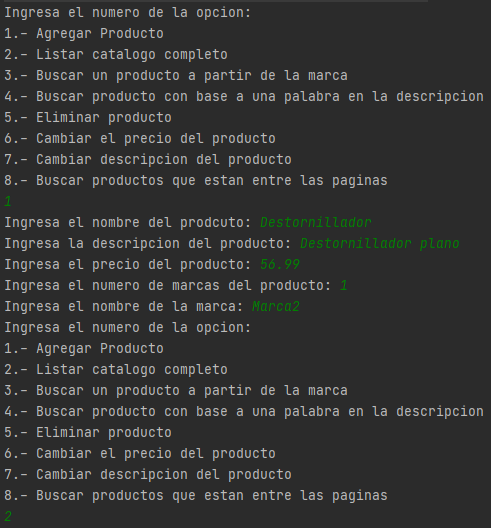 Ingresa el numero de la opcion:
1.- Agregar Producto
2.- Listar catalogo completo
3.- Buscar un producto a partir de la marca
4.- Buscar producto con base a una palabra en la descripcion
5.- Eliminar producto
6.- Cambiar el precio del producto
7.- Cambiar descripcion del producto
8.- Buscar productos que estan entre las paginas
1
Ingresa el nombre del prodcuto: Destornillador
Ingresa la descripcion del producto: Destornillador plano
Ingresa el precio del producto: 56.99
Ingresa el numero de marcas del producto: 1
Ingresa el nombre de la marca: Marca2
Ingresa el numero de la opcion:
1.- Agregar Producto
2.- Listar catalogo completo
3.- Buscar un producto a partir de la marca
4.- Buscar producto con base a una palabra en la descripcion
5.- Eliminar producto
6.- Cambiar el precio del producto
7.- Cambiar descripcion del producto
8.- Buscar productos que estan entre las paginas
2